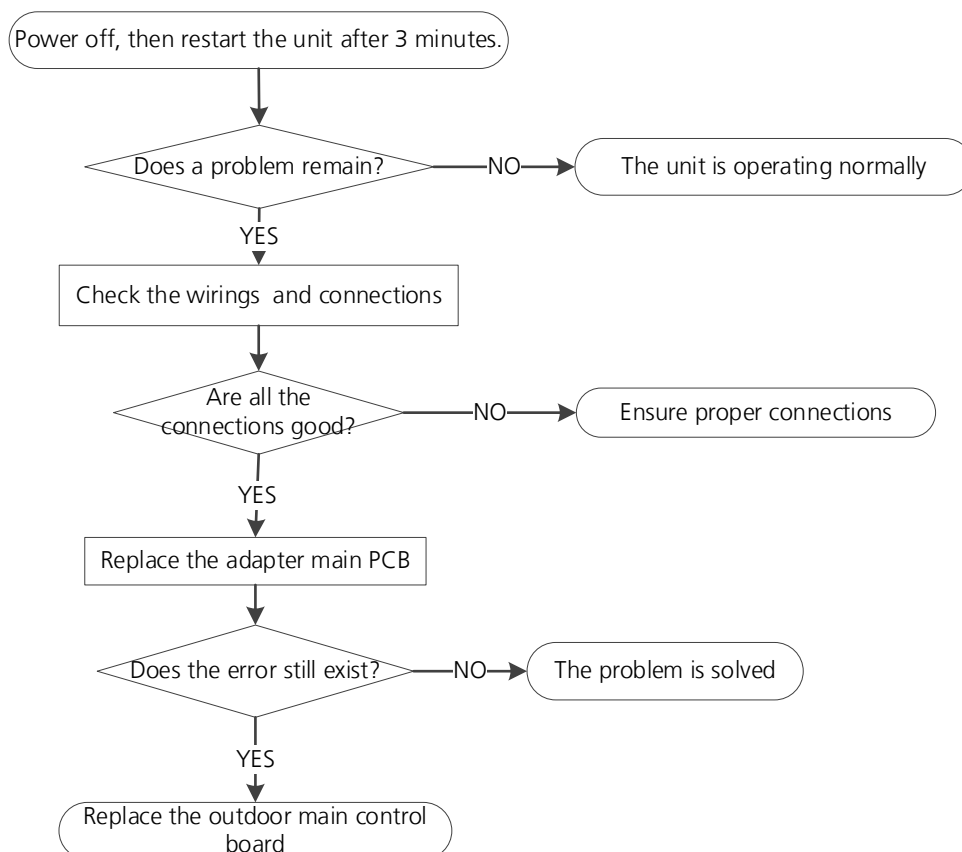 Power off, then restart the unit after 3 minutes.
Does a problem remain?
NO
The unit is operating normally
YES
Check the wirings  and connections
Are all the
connections good?
NO
Ensure proper connections
YES
Replace the adapter main PCB
Does the error still exist?
NO
The problem is solved
YES
Replace the outdoor main control
board